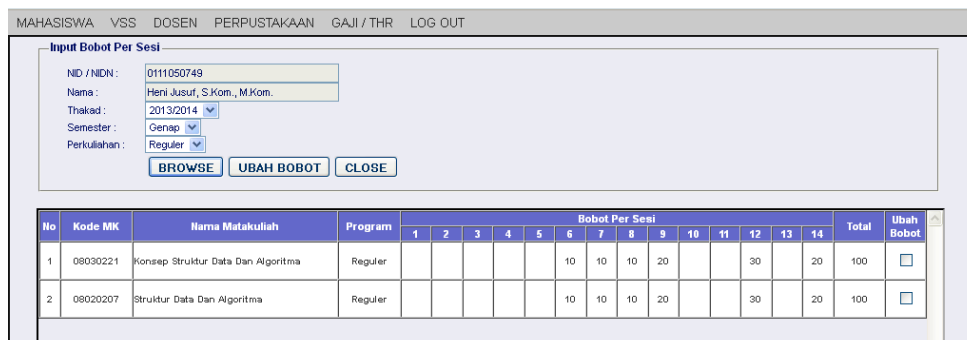 MAHASISWA VSS DOSEN PERPUSTAKAAN GAJI / THR LOG OUT
Input Bobot Per Sesi
NID / NIDN : 0111050749
Nama : Heni Jusuf, S.Kom., M.Kom.
Thakad : 2013/2014
Semester : Genap
Perkuliahan : Reguler
BROWSE UBAH BOBOT CLOSE
No Kode MK Nama Matakuliah Program Bobot Per Sesi Total Ubah Bobot
1 2 3 4 5 6 7 8 9 10 11 12 13 14
1 08030221 Konsep Struktur Data Dan Algoritma Reguler 10 10 10 20 30 20 100
2 08020207 Struktur Data Dan Algoritma Reguler 10 10 10 20 30 20 100